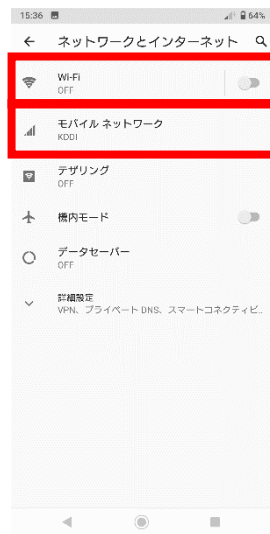 15:36 64%
ネットワークとインターネット
Wi-Fi
OFF
モバイル ネットワーク
KDDI
テザリング
OFF
機内モード
データセーバー
OFF
詳細設定
VPN、プライベート DNS、スマートコネクティビ...